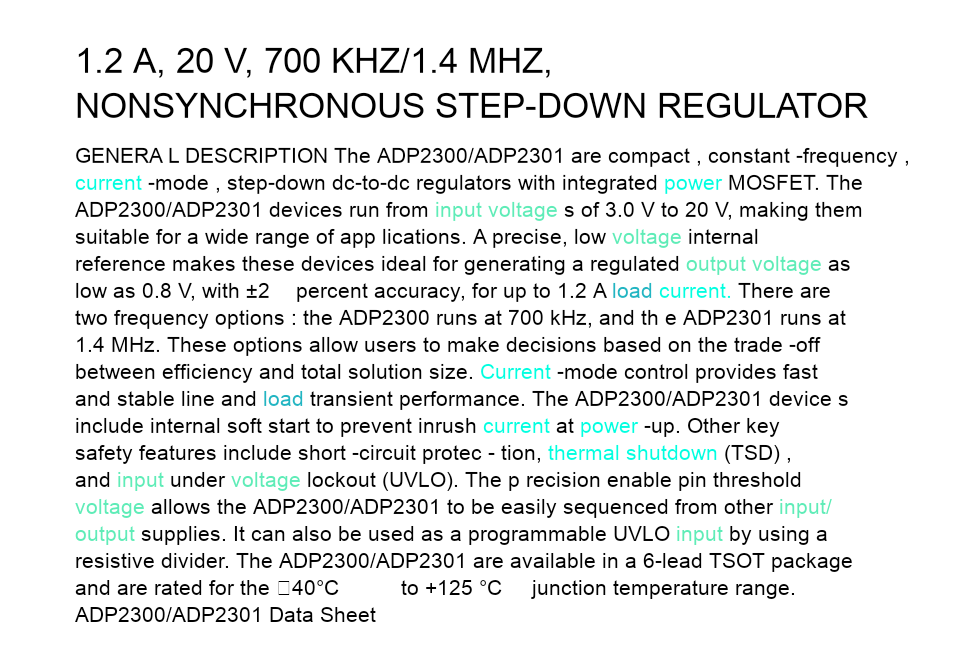 1.2 A, 20 V, 700 KHZ/1.4 MHZ,
NONSYNCHRONOUS STEP-DOWN REGULATOR
GENERA L DESCRIPTION The ADP2300/ADP2301 are compact , constant -frequency ,
current -mode , step-down dc-to-dc regulators with integrated power MOSFET. The
ADP2300/ADP2301 devices run from input voltage s of 3.0 V to 20 V, making them
suitable for a wide range of app lications. A precise, low voltage internal
reference makes these devices ideal for generating a regulated output voltage as
low as 0.8 V, with ±2 percent accuracy, for up to 1.2 A load current. There are
two frequency options : the ADP2300 runs at 700 kHz, and th e ADP2301 runs at
1.4 MHz. These options allow users to make decisions based on the trade -off
between efficiency and total solution size. Current -mode control provides fast
and stable line and load transient performance. The ADP2300/ADP2301 device s
include internal soft start to prevent inrush current at power -up. Other key
safety features include short -circuit protec - tion, thermal shutdown (TSD) ,
and input under voltage lockout (UVLO). The p recision enable pin threshold
voltage allows the ADP2300/ADP2301 to be easily sequenced from other input/
output supplies. It can also be used as a programmable UVLO input by using a
resistive divider. The ADP2300/ADP2301 are available in a 6-lead TSOT package
and are rated for the □40°C to +125 °C junction temperature range.
ADP2300/ADP2301 Data Sheet